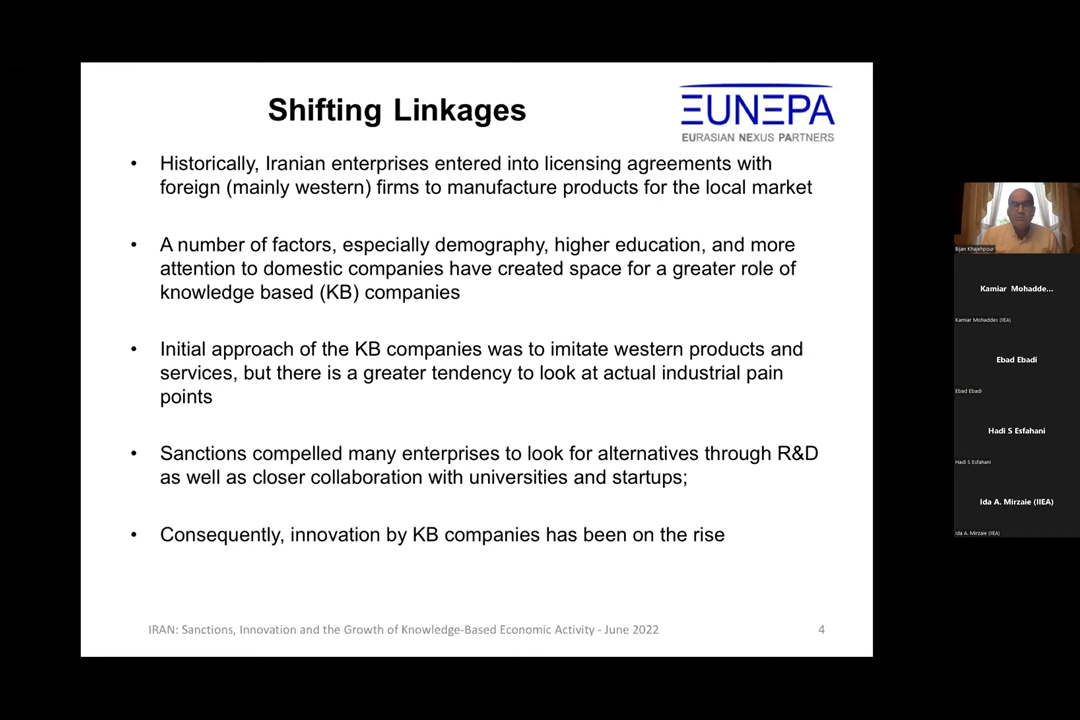 Shifting Linkages
EUNEPA
EURASIAN NEXUS PARTNERS
• Historically, Iranian enterprises entered into licensing agreements with
foreign (mainly western) firms to manufacture products for the local market
• A number of factors, especially demography, higher education, and more
attention to domestic companies have created space for a greater role of
knowledge based (KB) companies
• Initial approach of the KB companies was to imitate western products and
services, but there is a greater tendency to look at actual industrial pain
points
• Sanctions compelled many enterprises to look for alternatives through R&D
as well as closer collaboration with universities and startups;
• Consequently, innovation by KB companies has been on the rise
IRAN: Sanctions, Innovation and the Growth of Knowledge-Based Economic Activity - June 2022
4
Bijan Khajehpour
Kamiar Mohadde...
Kamiar Mohaddes (IIEA)
Ebad Ebadi
Ebad Ebadi
Hadi S Esfahani
Hadi S Esfahani
Ida A. Mirzaie (IIEA)
Ida A. Mirzaie (IIEA)